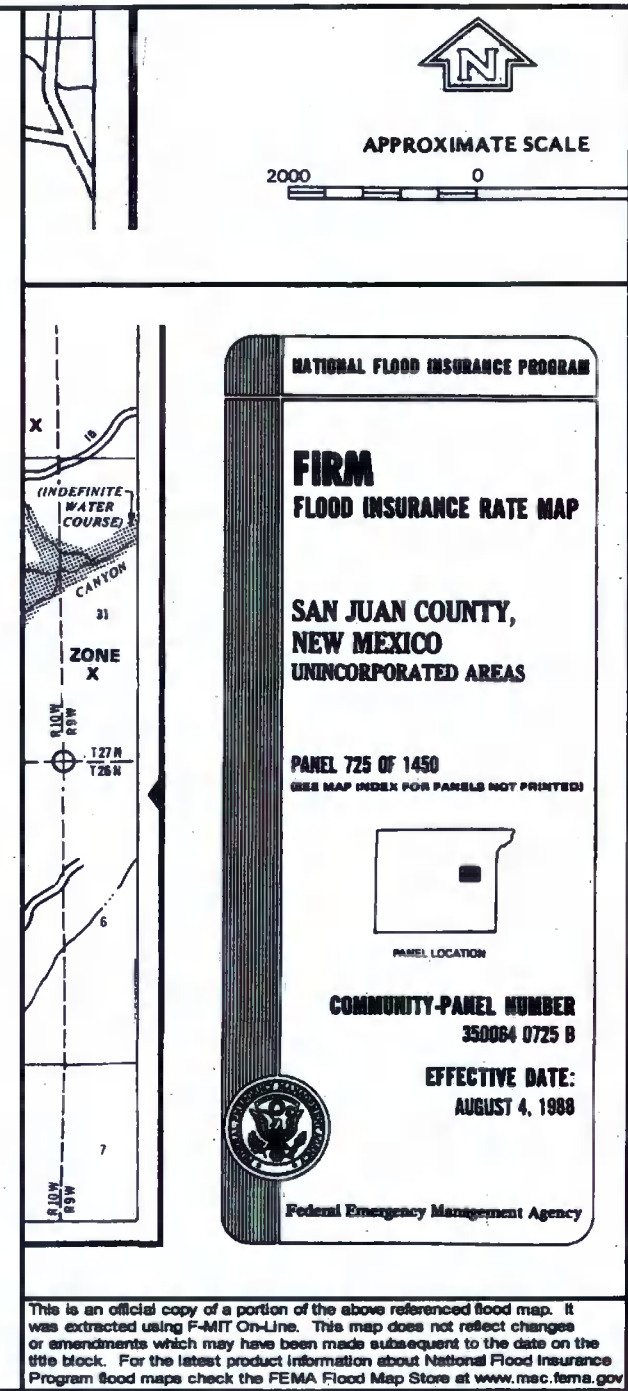 N
APPROXIMATE SCALE
2000 0
NATIONAL FLOOD INSURANCE PROGRAM
FIRM
FLOOD INSURANCE RATE MAP
SAN JUAN COUNTY,
NEW MEXICO
UNINCORPORATED AREAS
PANEL 725 OF 1450
(SEE MAP INDEX FOR PANELS NOT PRINTED)
PANEL LOCATION
COMMUNITY-PANEL NUMBER
350064 0725 B
EFFECTIVE DATE:
AUGUST 4, 1988
Federal Emergency Management Agency
X
18
(INDEFINITE
WATER
COURSE)
CANYON
31
ZONE
X
R10W
R9W
T27N
T26N
6
7
R10W
R9W
This is an official copy of a portion of the above referenced flood map. It
was extracted using F-MIT On-Line. This map does not reflect changes
or amendments which may have been made subsequent to the date on the
title block. For the latest product information about National Flood Insurance
Program flood maps check the FEMA Flood Map Store at www.msc.fema.gov